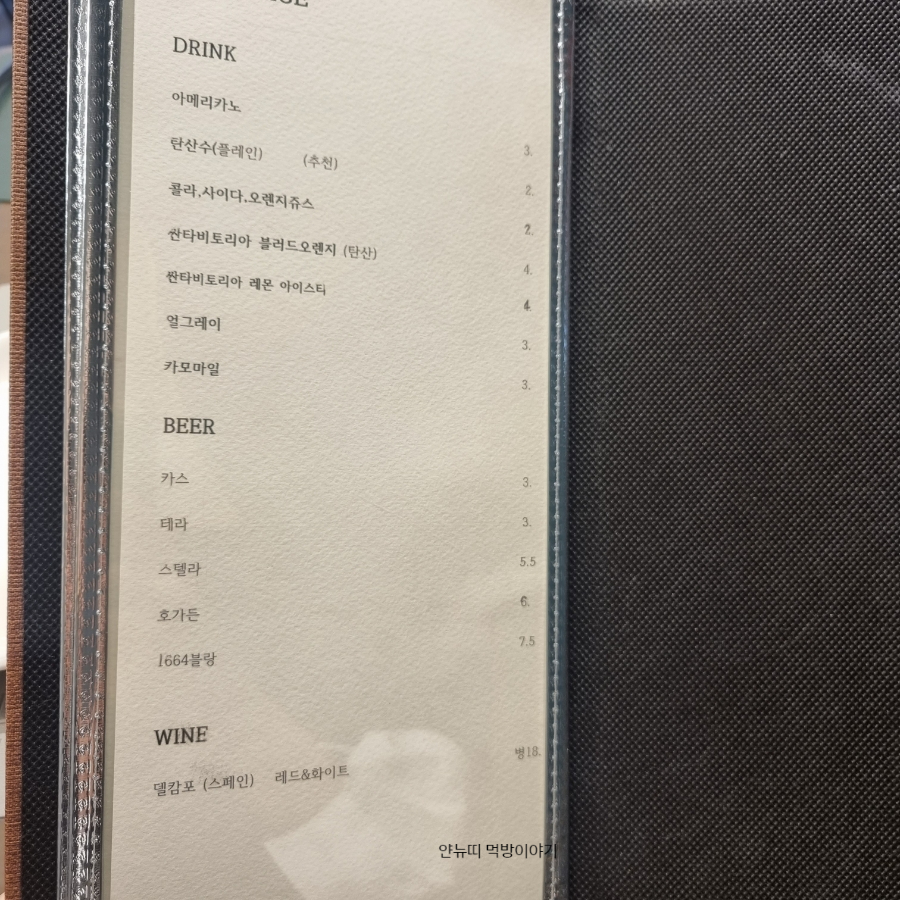 DRINK
아메리카노 3.
탄산수(플레인) (추천) 2.
콜라.사이다.오렌지쥬스 2.
싼타비토리아 블러드오렌지 (탄산) 4.
싼타비토리아 레몬 아이스티 4
얼그레이 3.
카모마일 3.
BEER
카스 3.
테라 3.
스텔라 5.5
호가든 6.
1664블랑 7.5
WINE
델캄포 (스페인) 레드&화이트 병18.
얀뉴띠 먹방이야기